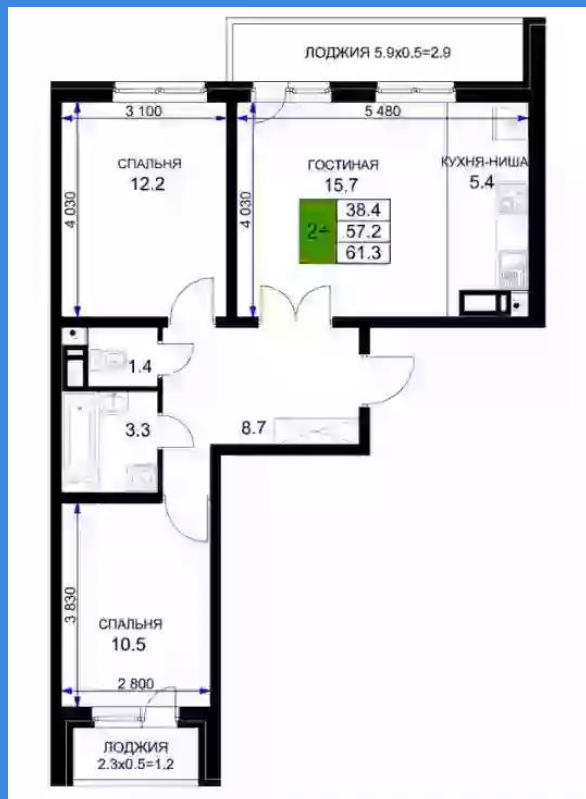 ЛОДЖИЯ 5.9x0.5=2.9
3 100
5 480
СПАЛЬНЯ
12.2
4 030
4 030
ГОСТИНАЯ
15.7
КУХНЯ-НИША
5.4
2+
38.4
57.2
61.3
1.4
3.3
8.7
3 830
СПАЛЬНЯ
10.5
2 800
ЛОДЖИЯ
2.3x0.5=1.2